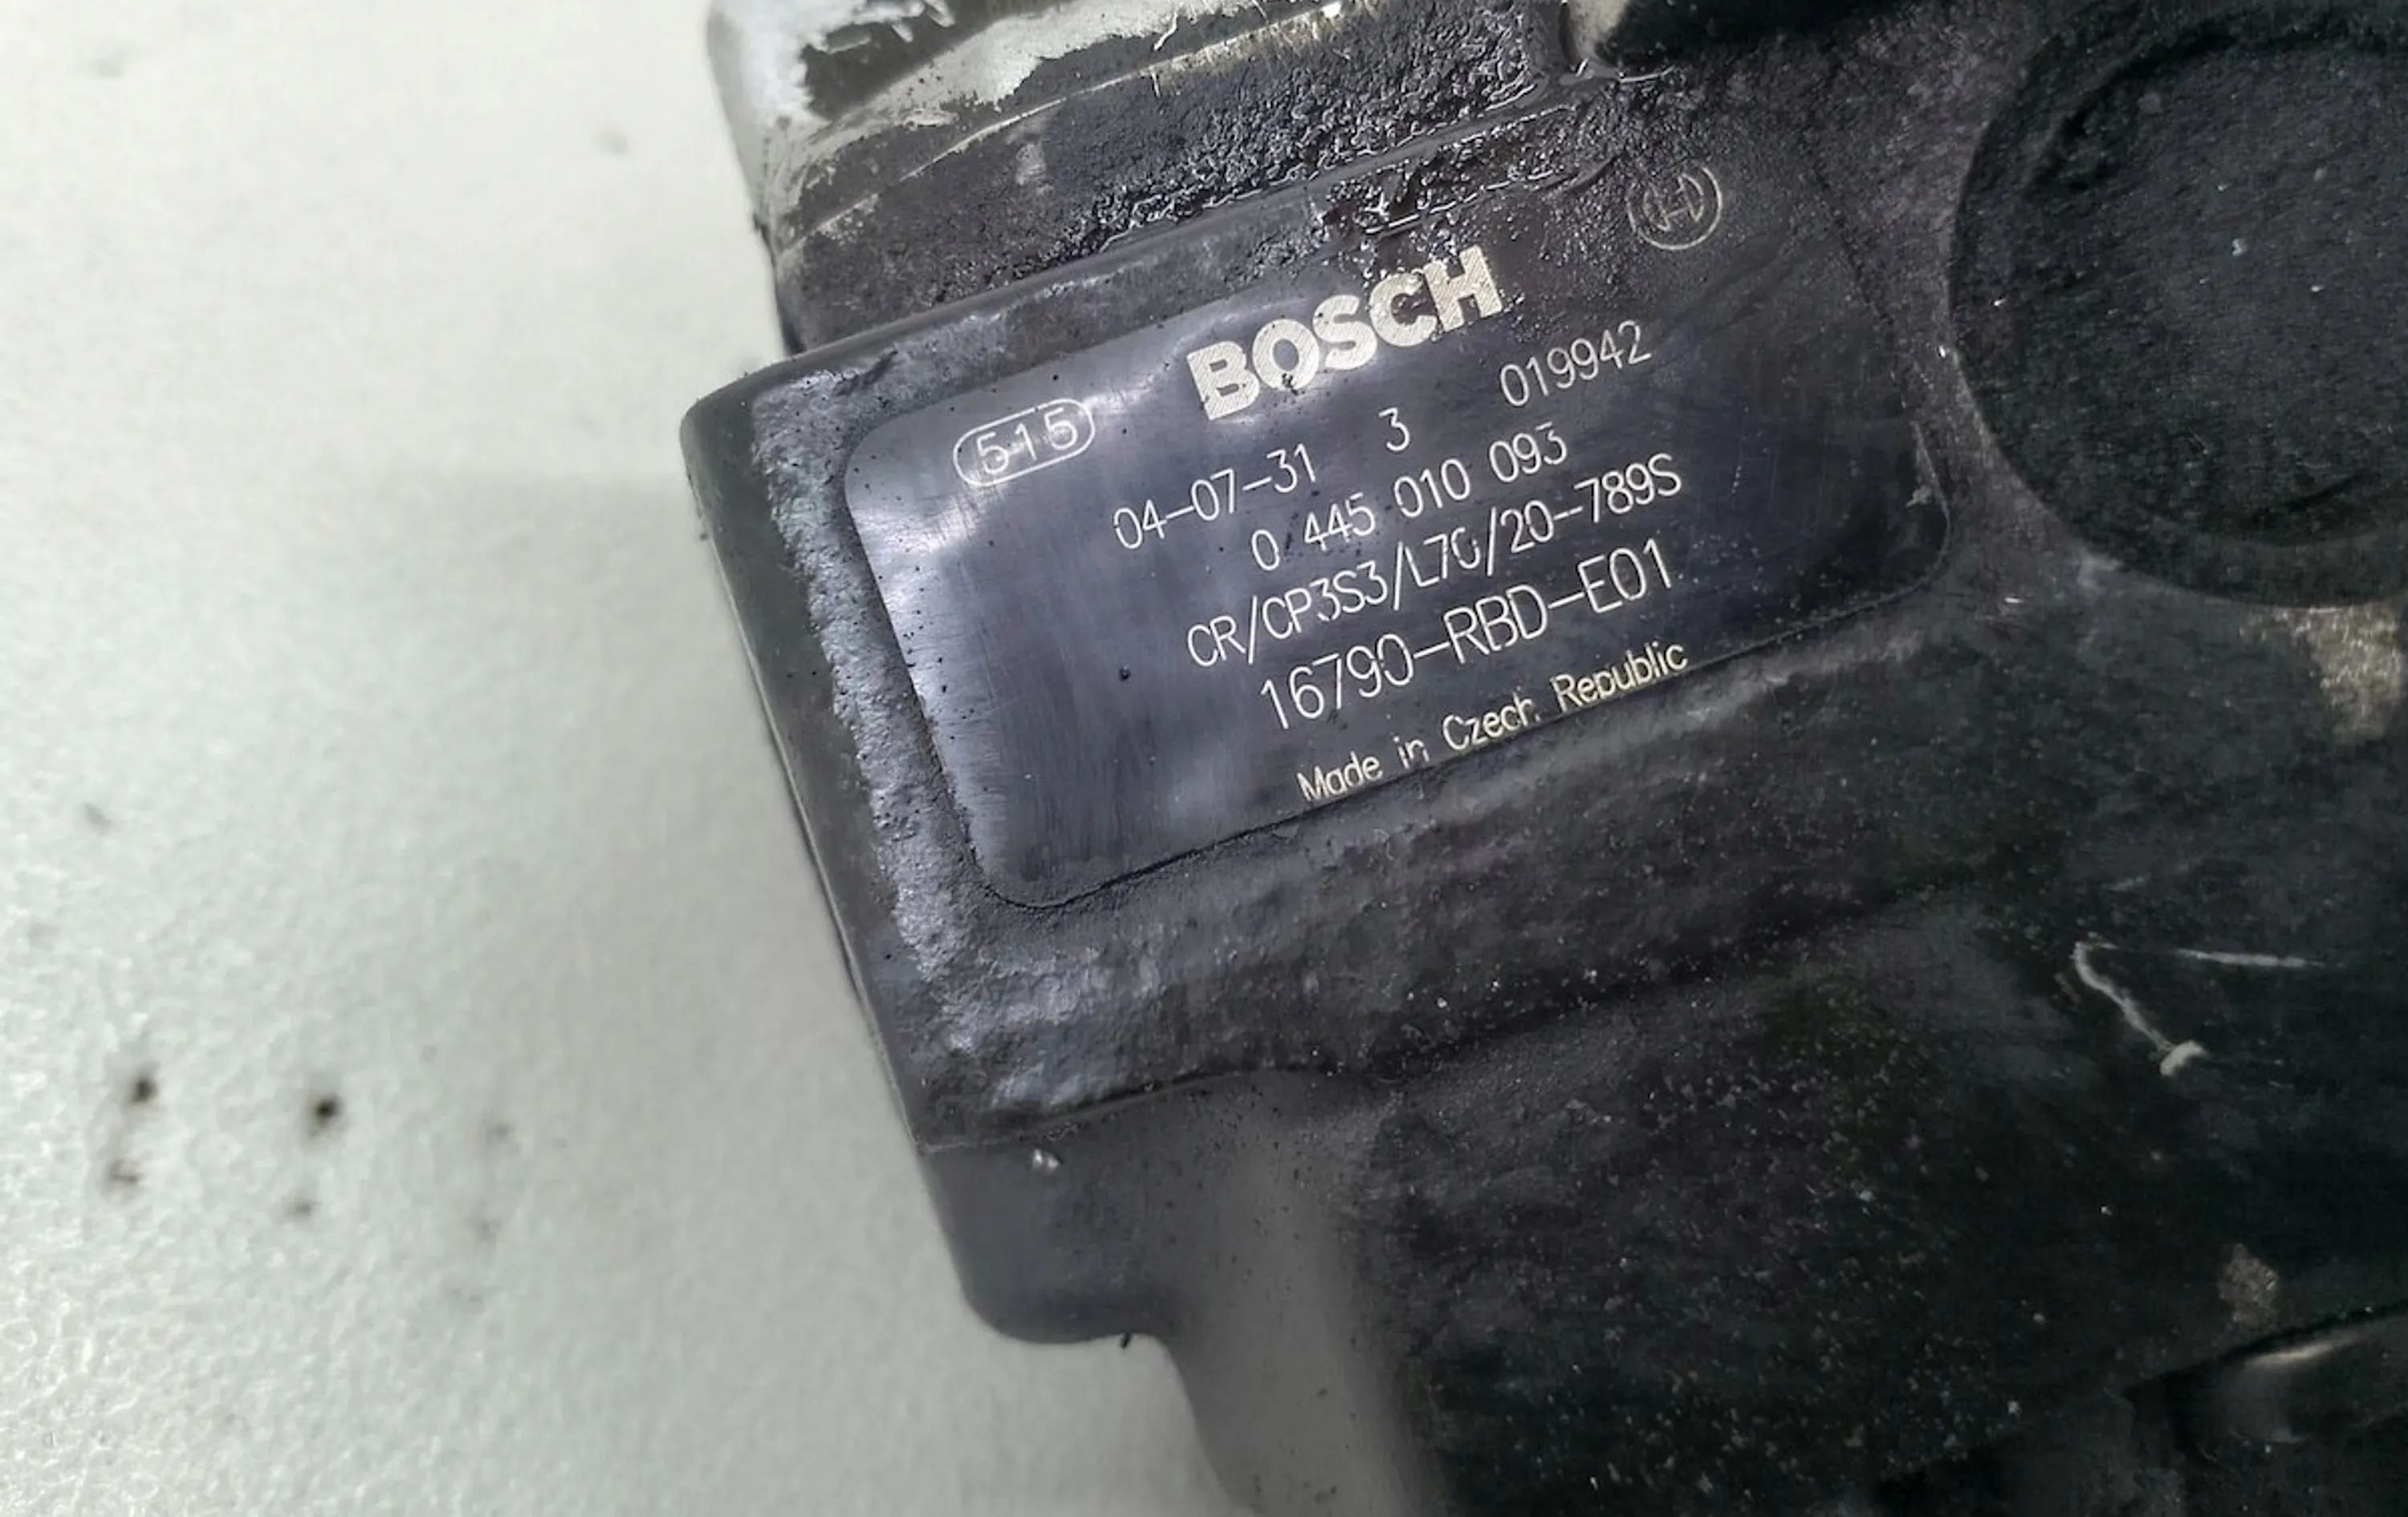 BOSCH
515
04-07-31 3 019942
0 445 010 093
CR/CP3S3/L70/20-789S
16790-RBD-E01
Made in Czech Republic